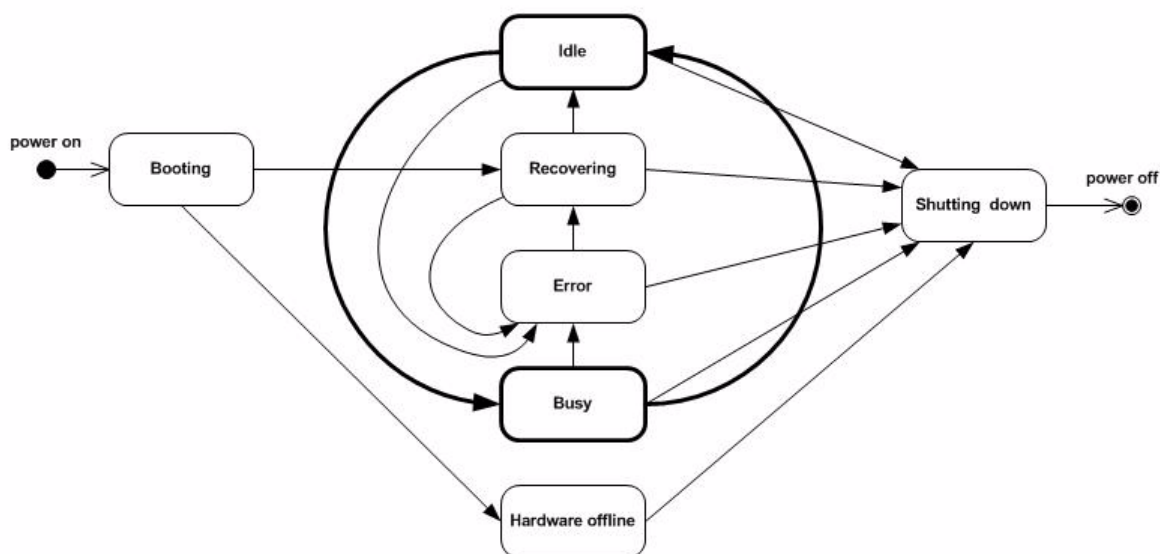 Idle
power on
Booting
Recovering
power off
Shutting down
Error
Busy
Hardware offline